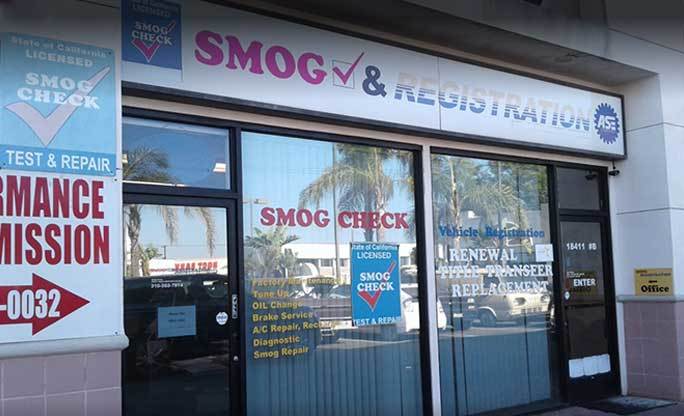 State of California
LICENSED
SMOG
CHECK
TEST & REPAIR
RMANCE
MISSION
-0032
SMOG
CHECK
SMOG & REGISTRATION
ASE
SMOG CHECK
Factory Maintenance
Tune Up
OIL Change
Brake Service
A/C Repair, Recharge
Diagnostic
Smog Repair
State of California
LICENSED
SMOG
CHECK
TEST & REPAIR
Vehicle Registration
RENEWAL
TITLE TRANSFER
REPLACEMENT
18411 #B
ENTER
Office